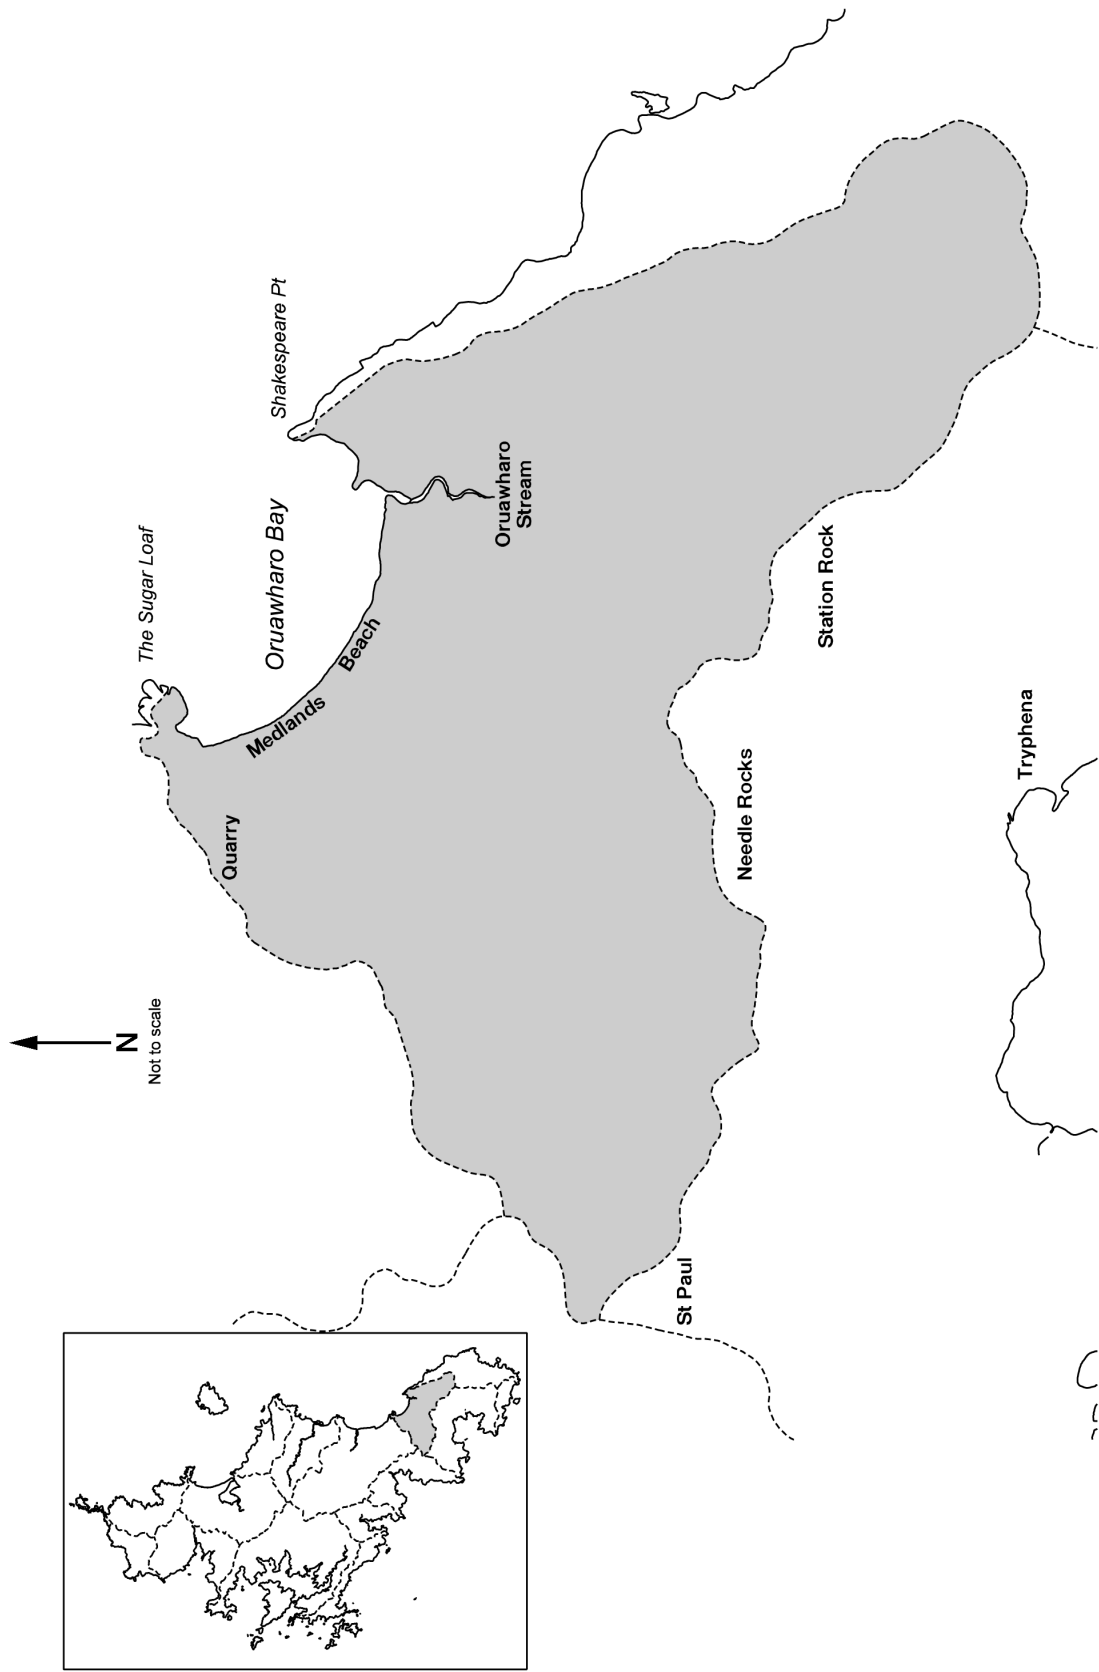 The Sugar Loaf
Shakespeare Pt
Oruawharo Bay
Medlands
Beach
Quarry
Oruawharo
Stream
N
Not to scale
Needle Rocks
Station Rock
St Paul
Tryphena